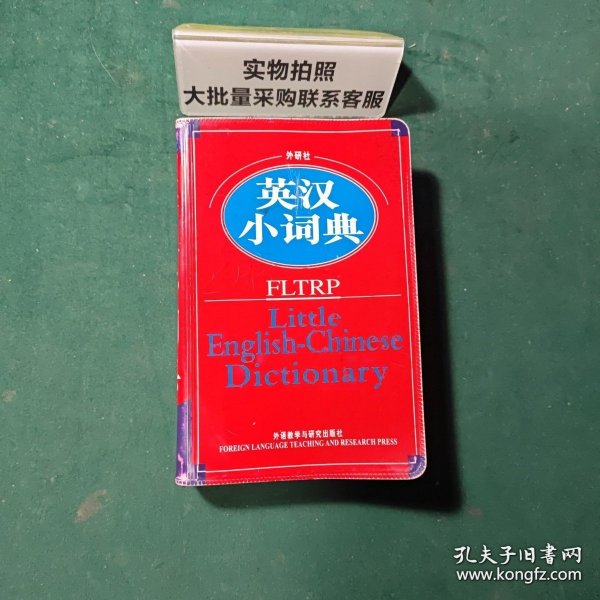 实物拍照
大批量采购联系客服
外研社
英汉
小词典
FLTRP
Little
English-Chinese
Dictionary
外语教学与研究出版社
FOREIGN LANGUAGE TEACHING AND RESEARCH PRESS
孔夫子旧书网
www.kongfz.com